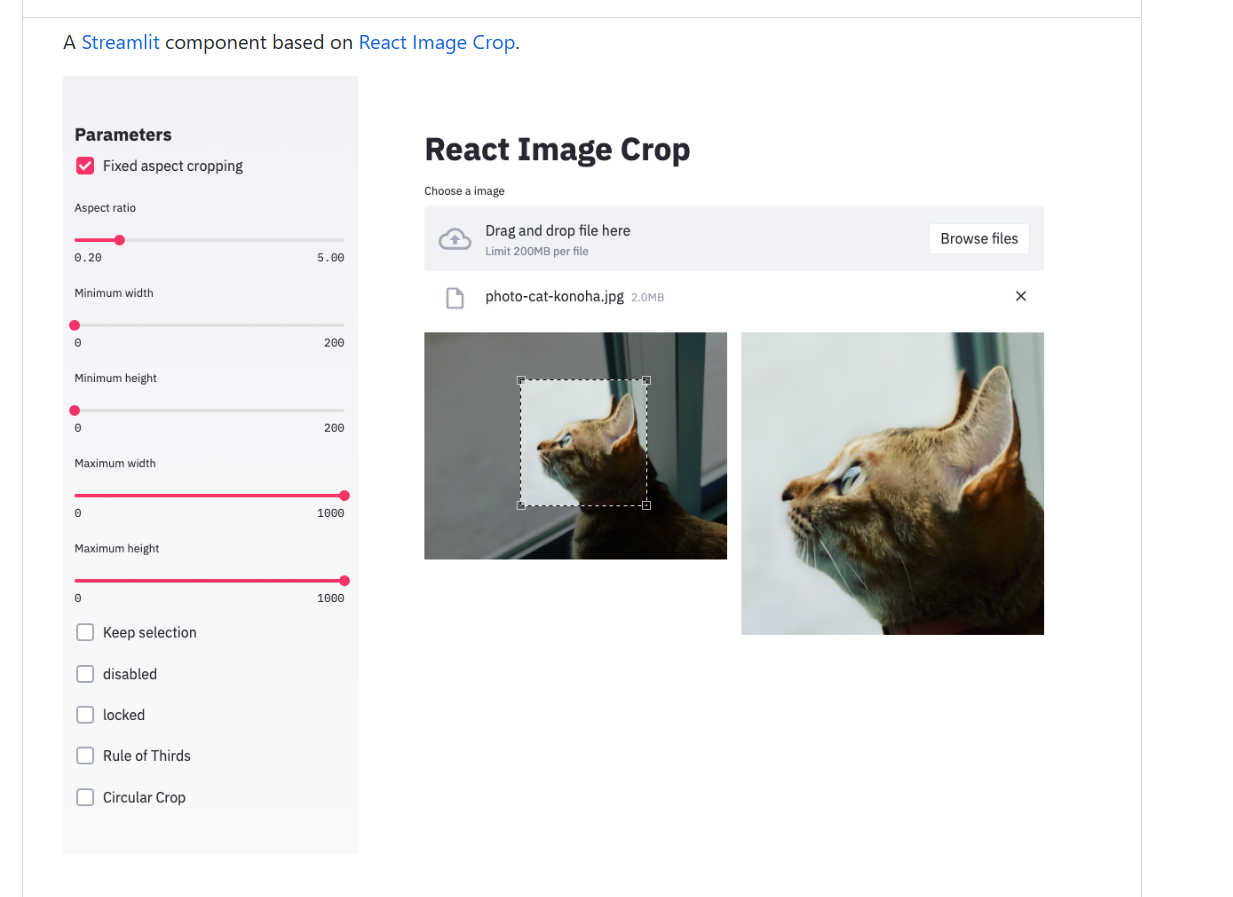 A Streamlit component based on React Image Crop.
Parameters
Fixed aspect cropping
Aspect ratio
0.20 5.00
Minimum width
0 200
Minimum height
0 200
Maximum width
0 1000
Maximum height
0 1000
Keep selection
disabled
locked
Rule of Thirds
Circular Crop
React Image Crop
Choose a image
Drag and drop file here
Limit 200MB per file
Browse files
photo-cat-konoha.jpg 2.0MB